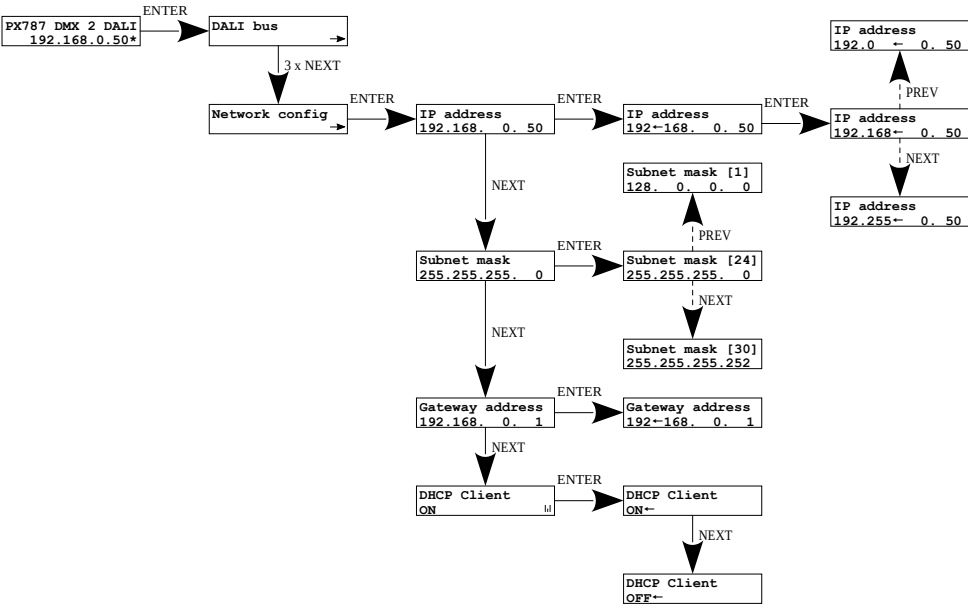 ENTER
PX787 DMX 2 DALI
192.168.0.50*
DALI bus
→
3 x NEXT
Network config
→
ENTER
IP address
192.168.  0. 50
ENTER
IP address
192←168.  0. 50
ENTER
IP address
192.0  ←  0. 50
PREV
IP address
192.168←  0. 50
NEXT
IP address
192.255←  0. 50
NEXT
Subnet mask
255.255.255.  0
ENTER
Subnet mask [1]
128.  0.  0.  0
PREV
Subnet mask [24]
255.255.255.  0
NEXT
Subnet mask [30]
255.255.255.252
NEXT
Gateway address
192.168.  0.  1
ENTER
Gateway address
192←168.  0.  1
NEXT
DHCP Client
ON
ENTER
DHCP Client
ON←
NEXT
DHCP Client
OFF←